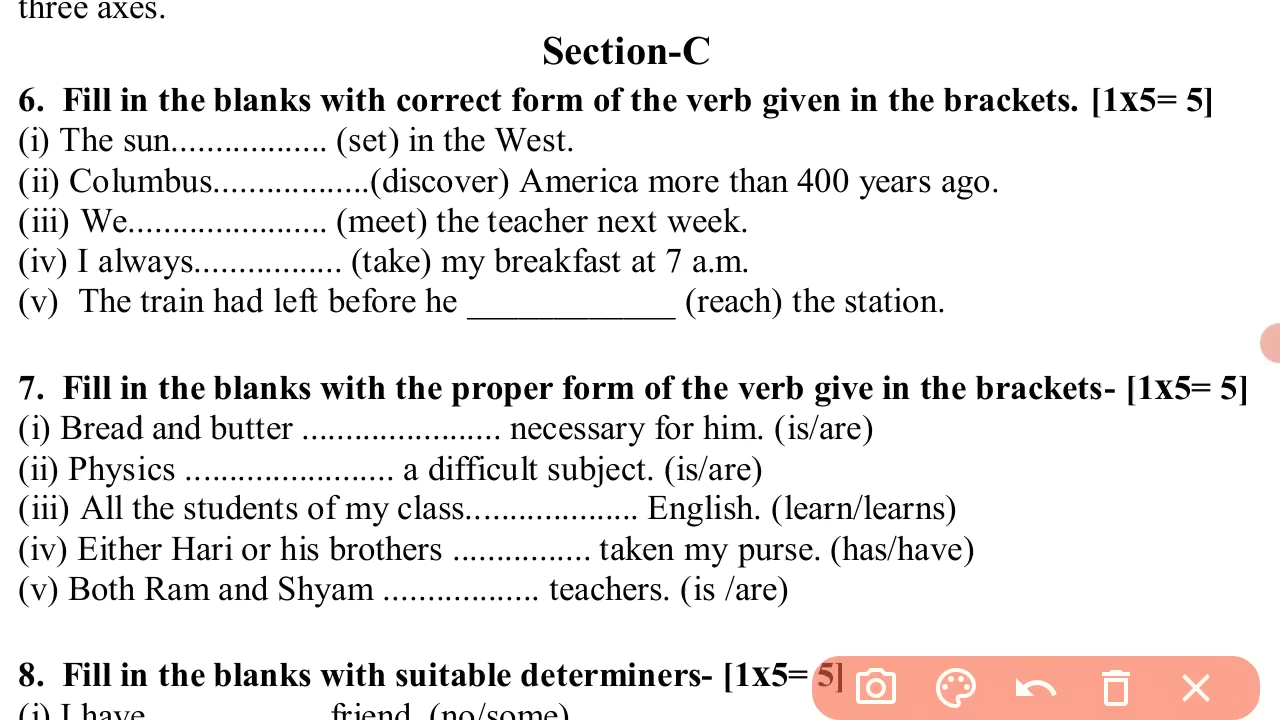 three axes.
Section-C
6. Fill in the blanks with correct form of the verb given in the brackets. [1x5= 5]
(i) The sun.................. (set) in the West.
(ii) Columbus..................(discover) America more than 400 years ago.
(iii) We....................... (meet) the teacher next week.
(iv) I always................. (take) my breakfast at 7 a.m.
(v) The train had left before he ____________ (reach) the station.
7. Fill in the blanks with the proper form of the verb give in the brackets- [1x5= 5]
(i) Bread and butter ...................... necessary for him. (is/are)
(ii) Physics ....................... a difficult subject. (is/are)
(iii) All the students of my class................... English. (learn/learns)
(iv) Either Hari or his brothers ............... taken my purse. (has/have)
(v) Both Ram and Shyam .................. teachers. (is /are)
8. Fill in the blanks with suitable determiners- [1x5= 5]
(i) I have friend. (no/some)